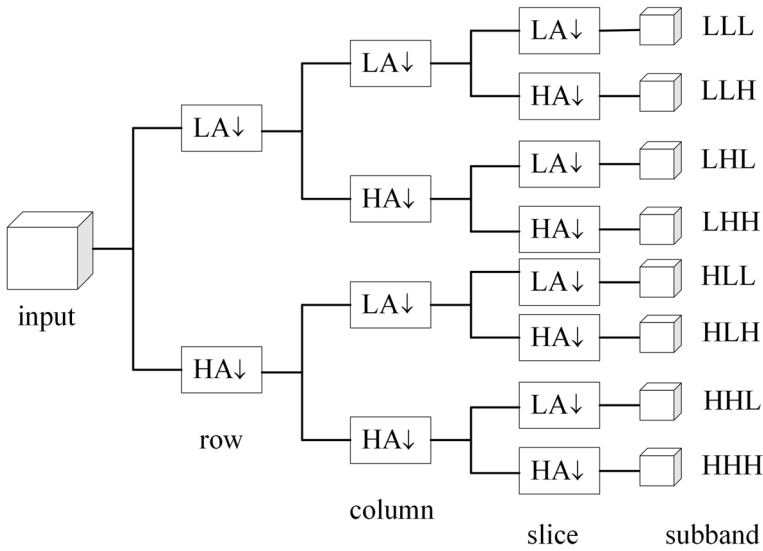 LA↓ LLL
LA↓
HA↓ LLH
LA↓
LA↓ LHL
HA↓
HA↓ LHH
input
LA↓ HLL
LA↓
HA↓ HLH
HA↓
LA↓ HHL
row
HA↓
HA↓ HHH
column
slice subband